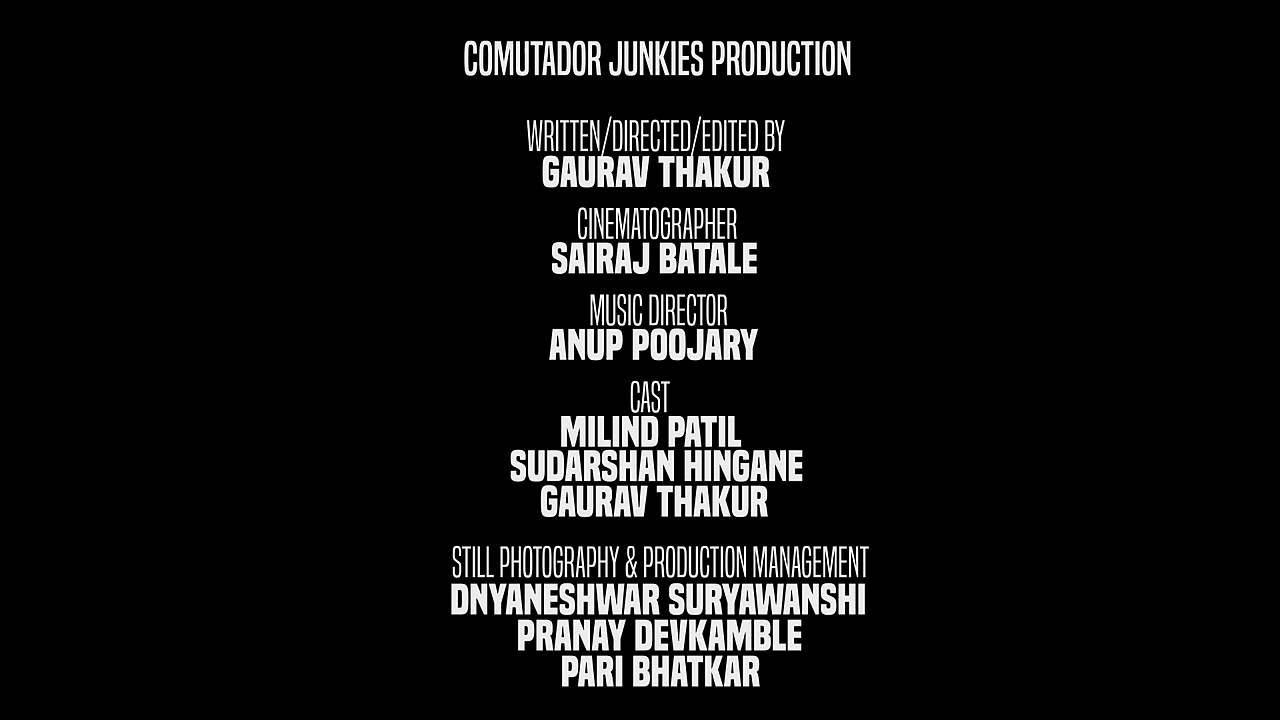 COMUTADOR JUNKIES PRODUCTION
WRITTEN/DIRECTED/EDITED BY
GAURAV THAKUR
CINEMATOGRAPHER
SAIRAJ BATALE
MUSIC DIRECTOR
ANUP POOJARY
CAST
MILIND PATIL
SUDARSHAN HINGANE
GAURAV THAKUR
STILL PHOTOGRAPHY & PRODUCTION MANAGEMENT
DNYANESHWAR SURYAWANSHI
PRANAY DEVKAMBLE
PARI BHATKAR